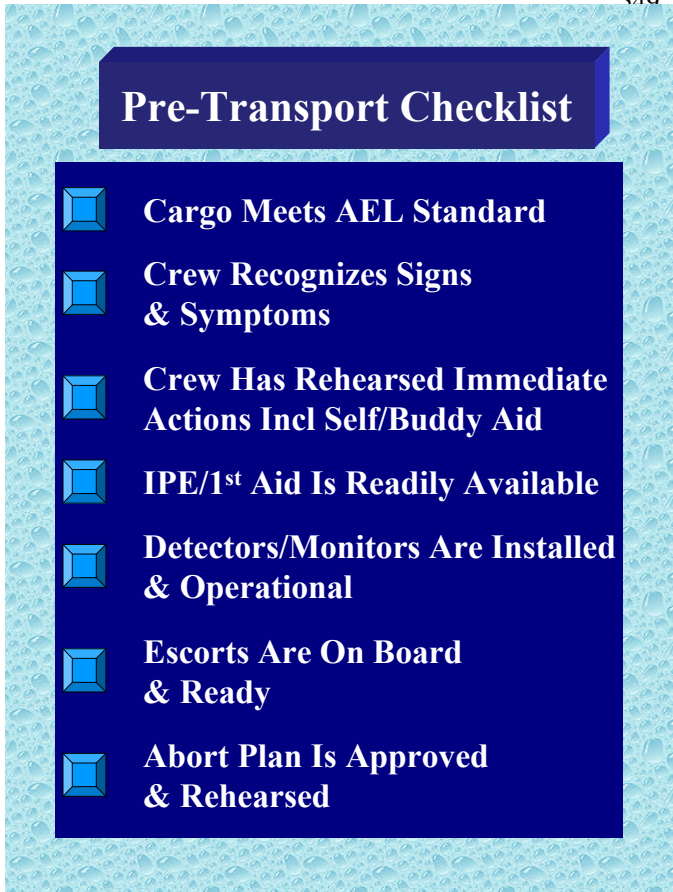 Pre-Transport Checklist
Cargo Meets AEL Standard
Crew Recognizes Signs
& Symptoms
Crew Has Rehearsed Immediate
Actions Incl Self/Buddy Aid
IPE/1st Aid Is Readily Available
Detectors/Monitors Are Installed
& Operational
Escorts Are On Board
& Ready
Abort Plan Is Approved
& Rehearsed